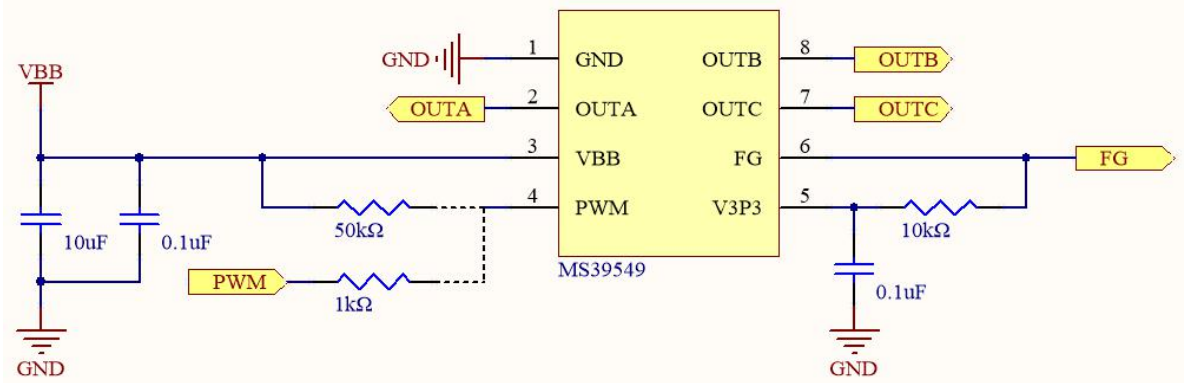 VBB
10uF
0.1uF
GND
50kΩ
PWM
1kΩ
GND
1
OUTA
2
3
4
GND
OUTA
VBB
PWM
OUTB
OUTC
FG
V3P3
MS39549
8
OUTB
7
OUTC
6
FG
5
10kΩ
0.1uF
GND